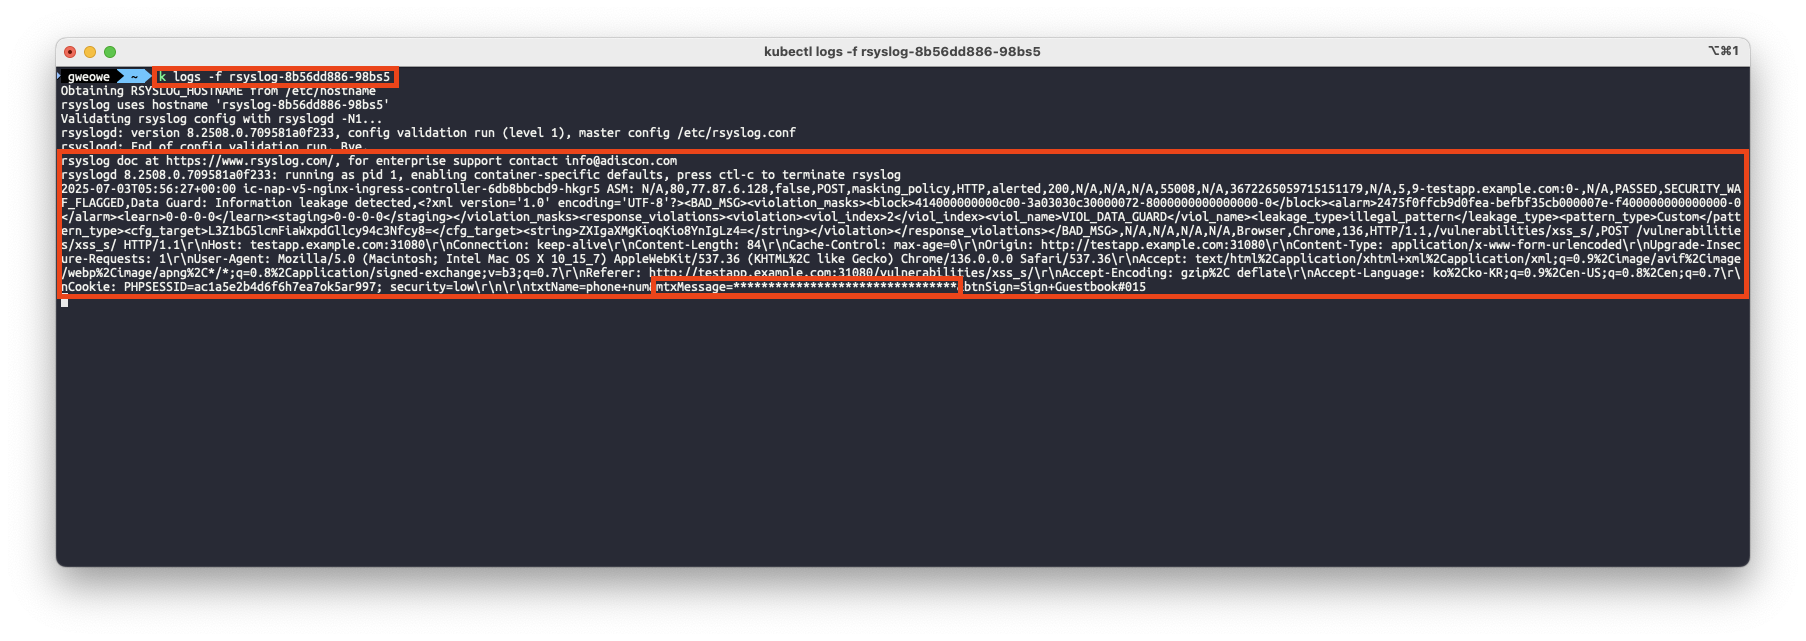 kubectl logs -f rsyslog-8b56dd886-98bs5
⌥⌘1
gweowe ~ k logs -f rsyslog-8b56dd886-98bs5
Obtaining RSYSLOG_HOSTNAME from /etc/hostname
rsyslog uses hostname 'rsyslog-8b56dd886-98bs5'
Validating rsyslog config with rsyslogd -N1...
rsyslogd: version 8.2508.0.709581a0f233, config validation run (level 1), master config /etc/rsyslog.conf
rsyslogd: End of config validation run. Bye.
rsyslog doc at https://www.rsyslog.com/, for enterprise support contact info@adiscon.com
rsyslogd 8.2508.0.709581a0f233: running as pid 1, enabling container-specific defaults, press ctl-c to terminate rsyslog
2025-07-03T05:56:27+00:00 ic-nap-v5-nginx-ingress-controller-6db8bbcbd9-hkgr5 ASM: N/A,80,77.87.6.128,false,POST,masking_policy,HTTP,alerted,200,N/A,N/A,N/A,55008,N/A,3672265059715151179,N/A,5,9-testapp.example.com:0-,N/A,PASSED,SECURITY_WA
F_FLAGGED,Data Guard: Information leakage detected,<?xml version='1.0' encoding='UTF-8'?><BAD_MSG><violation_masks><block>414000000000c00-3a03030c30000072-8000000000000000-0</block><alarm>2475f0ffcb9d0fea-befbf35cb000007e-f400000000000000-0
</alarm><learn>0-0-0-0</learn><staging>0-0-0-0</staging></violation_masks><response_violations><violation><viol_index>2</viol_index><viol_name>VIOL_DATA_GUARD</viol_name><leakage_type>illegal_pattern</leakage_type><pattern_type>Custom</patt
ern_type><cfg_target>L3Z1bG5lcmFiaWxpdGllcy94c3Nfcy8=</cfg_target><string>ZXIgaXMgKioqKio8YnIgLz4=</string></violation></response_violations></BAD_MSG>,N/A,N/A,N/A,N/A,Browser,Chrome,136,HTTP/1.1,/vulnerabilities/xss_s/,POST /vulnerabilitie
s/xss_s/ HTTP/1.1\r\nHost: testapp.example.com:31080\r\nConnection: keep-alive\r\nContent-Length: 84\r\nCache-Control: max-age=0\r\nOrigin: http://testapp.example.com:31080\r\nContent-Type: application/x-www-form-urlencoded\r\nUpgrade-Insec
ure-Requests: 1\r\nUser-Agent: Mozilla/5.0 (Macintosh; Intel Mac OS X 10_15_7) AppleWebKit/537.36 (KHTML%2C like Gecko) Chrome/136.0.0.0 Safari/537.36\r\nAccept: text/html%2Capplication/xhtml+xml%2Capplication/xml;q=0.9%2Cimage/avif%2Cimage
/webp%2Cimage/apng%2C*/*;q=0.8%2Capplication/signed-exchange;v=b3;q=0.7\r\nReferer: http://testapp.example.com:31080/vulnerabilities/xss_s/\r\nAccept-Encoding: gzip%2C deflate\r\nAccept-Language: ko%2Cko-KR;q=0.9%2Cen-US;q=0.8%2Cen;q=0.7\r\
nCookie: PHPSESSID=ac1a5e2b4d6f6h7ea7ok5ar997; security=low\r\n\r\ntxtName=phone+num&mtxMessage=********************************&btnSign=Sign+Guestbook#015